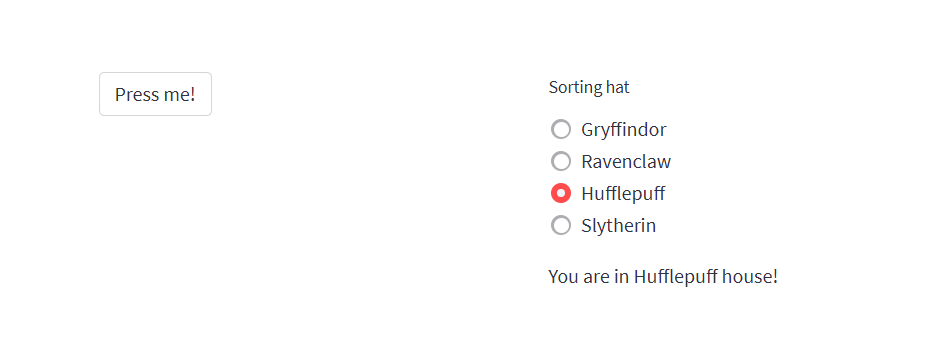 Press me!
Sorting hat
Gryffindor
Ravenclaw
Hufflepuff
Slytherin
You are in Hufflepuff house!